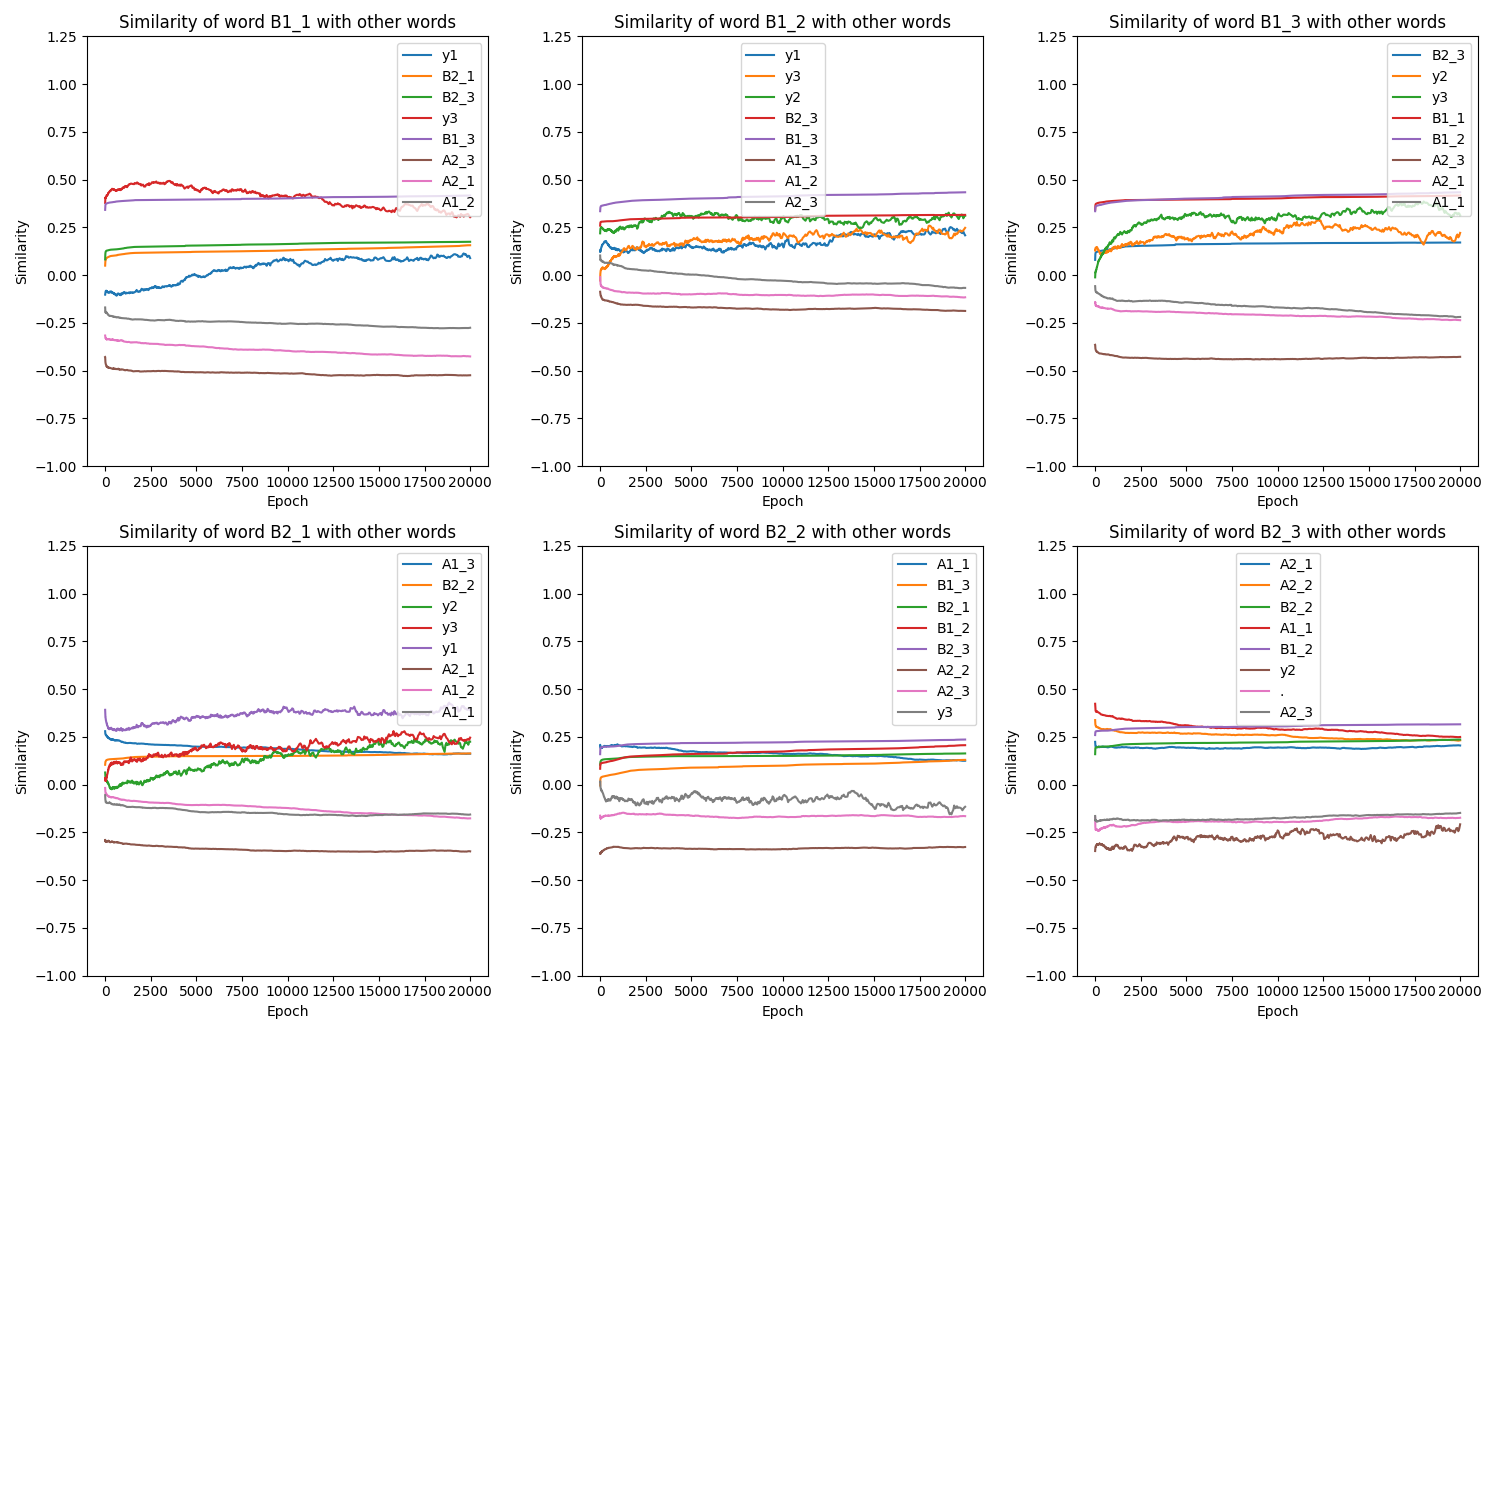 Similarity of word B1_1 with other words
1.25
1.00
0.75
0.50
0.25
0.00
−0.25
−0.50
−0.75
−1.00
Similarity
y1
B2_1
B2_3
y3
B1_3
A2_3
A2_1
A1_2
0 2500 5000 7500 10000 12500 15000 17500 20000
Epoch
Similarity of word B1_2 with other words
1.25
1.00
0.75
0.50
0.25
0.00
−0.25
−0.50
−0.75
−1.00
Similarity
y1
y3
y2
B2_3
B1_3
A1_3
A1_2
A2_3
0 2500 5000 7500 10000 12500 15000 17500 20000
Epoch
Similarity of word B1_3 with other words
1.25
1.00
0.75
0.50
0.25
0.00
−0.25
−0.50
−0.75
−1.00
Similarity
B2_3
y2
y3
B1_1
B1_2
A2_3
A2_1
A1_1
0 2500 5000 7500 10000 12500 15000 17500 20000
Epoch
Similarity of word B2_1 with other words
1.25
1.00
0.75
0.50
0.25
0.00
−0.25
−0.50
−0.75
−1.00
Similarity
A1_3
B2_2
y2
y3
y1
A2_1
A1_2
A1_1
0 2500 5000 7500 10000 12500 15000 17500 20000
Epoch
Similarity of word B2_2 with other words
1.25
1.00
0.75
0.50
0.25
0.00
−0.25
−0.50
−0.75
−1.00
Similarity
A1_1
B1_3
B2_1
B1_2
B2_3
A2_2
A2_3
y3
0 2500 5000 7500 10000 12500 15000 17500 20000
Epoch
Similarity of word B2_3 with other words
1.25
1.00
0.75
0.50
0.25
0.00
−0.25
−0.50
−0.75
−1.00
Similarity
A2_1
A2_2
B2_2
A1_1
B1_2
y2
.
A2_3
0 2500 5000 7500 10000 12500 15000 17500 20000
Epoch